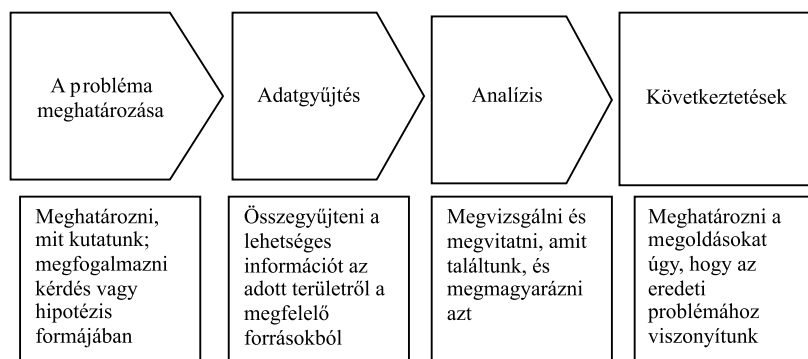 A probléma
meghatározása
Adatgyűjtés
Analízis
Következtetések
Meghatározni,
mit kutatunk;
megfogalmazni
kérdés vagy
hipotézis
formájában
Összegyűjteni a
lehetséges
információt az
adott területről a
megfelelő
forrásokból
Megvizsgálni és
megvitatni, amit
találtunk, és
megmagyarázni
azt
Meghatározni a
megoldásokat
úgy, hogy az
eredeti
problémához
viszonyítunk